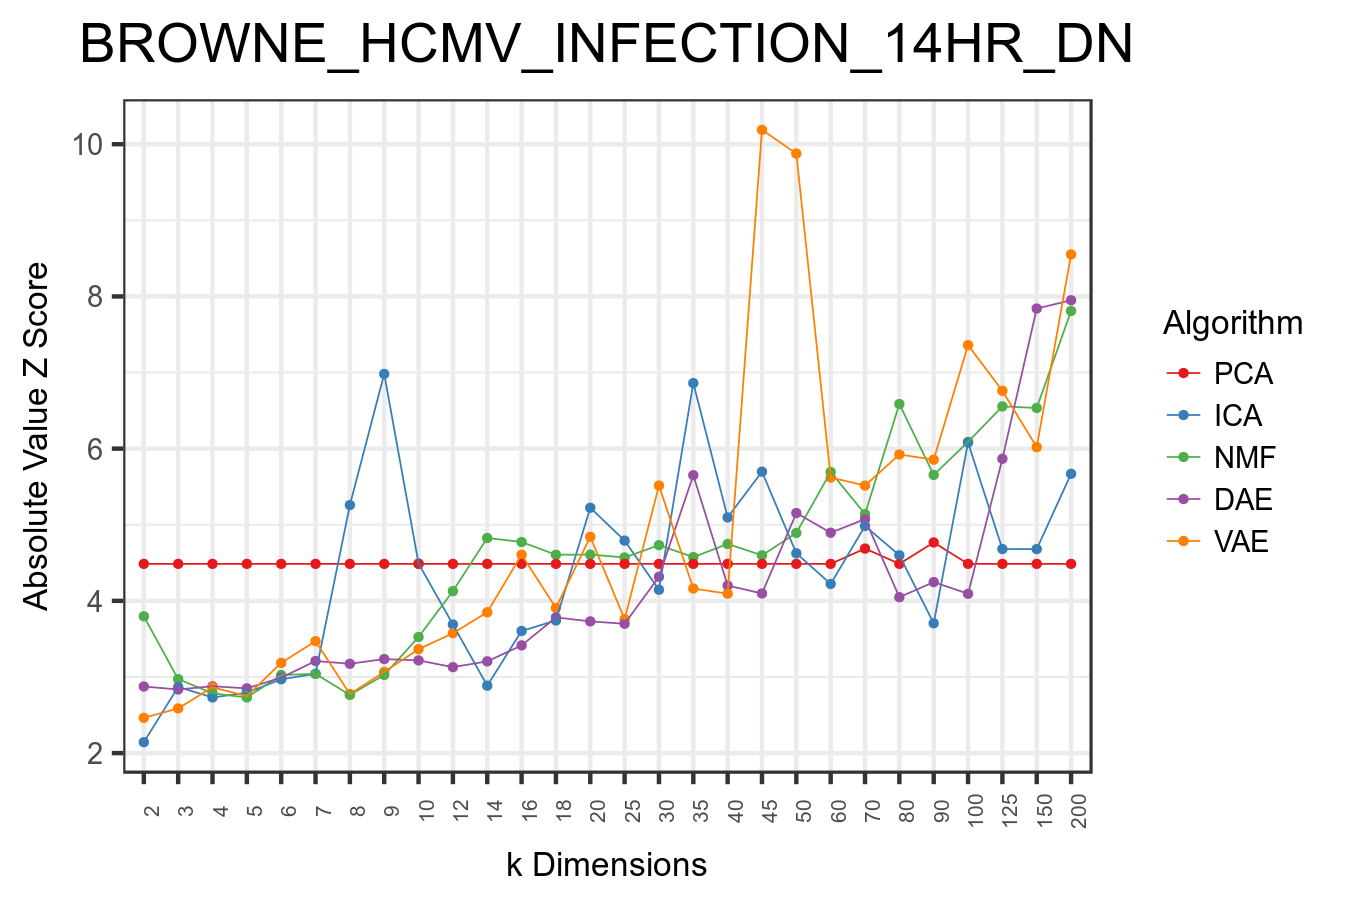 BROWNE_HCMV_INFECTION_14HR_DN
Absolute Value Z Score
10
8
6
4
2
2 3 4 5 6 7 8 9 10 12 14 16 18 20 25 30 35 40 45 50 60 70 80 90 100 125 150 200
k Dimensions
Algorithm
PCA
ICA
NMF
DAE
VAE